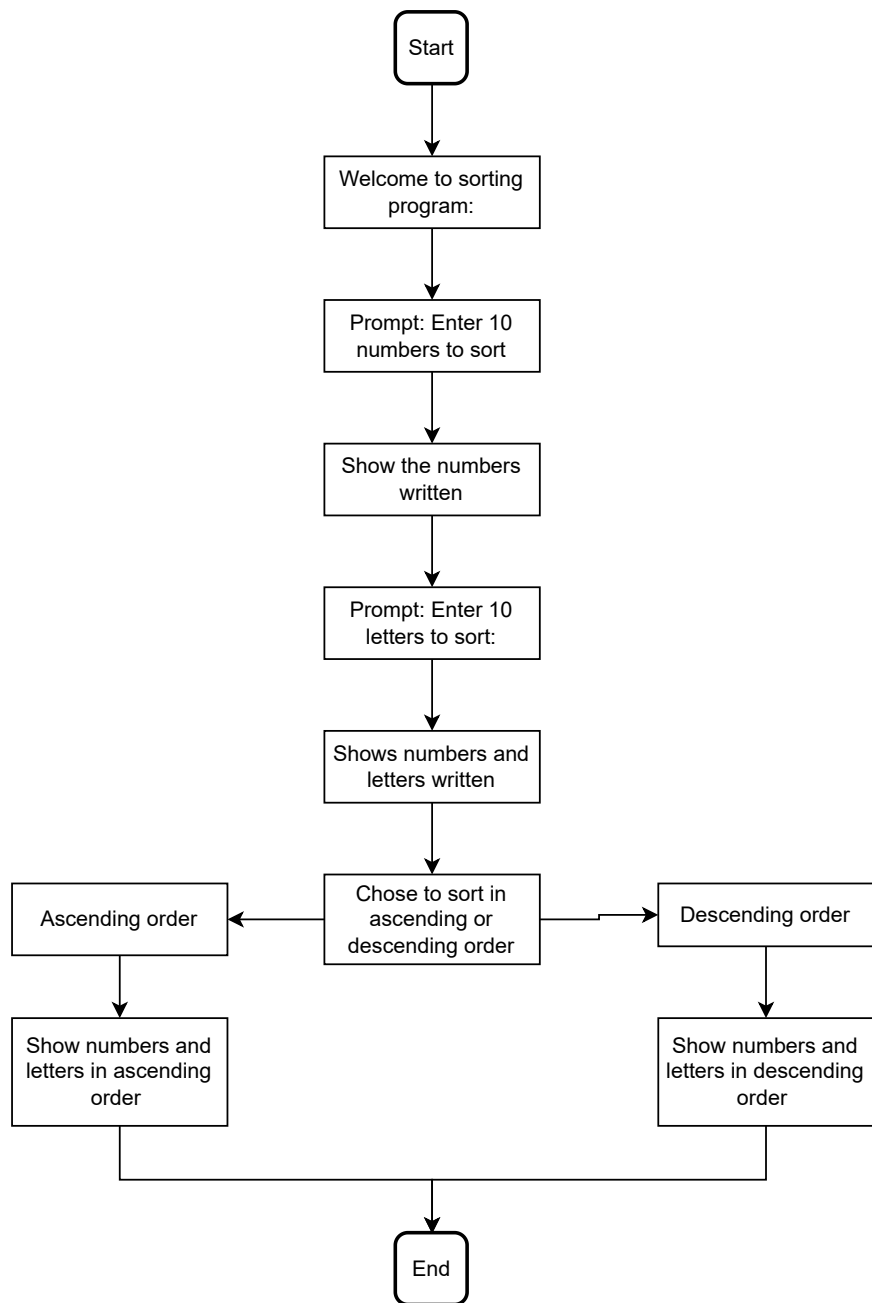 Start
Welcome to sorting
program:
Prompt: Enter 10
numbers to sort
Show the numbers
written
Prompt: Enter 10
letters to sort:
Shows numbers and
letters written
Chose to sort in
ascending or
descending order
Ascending order
Descending order
Show numbers and
letters in ascending
order
Show numbers and
letters in descending
order
End